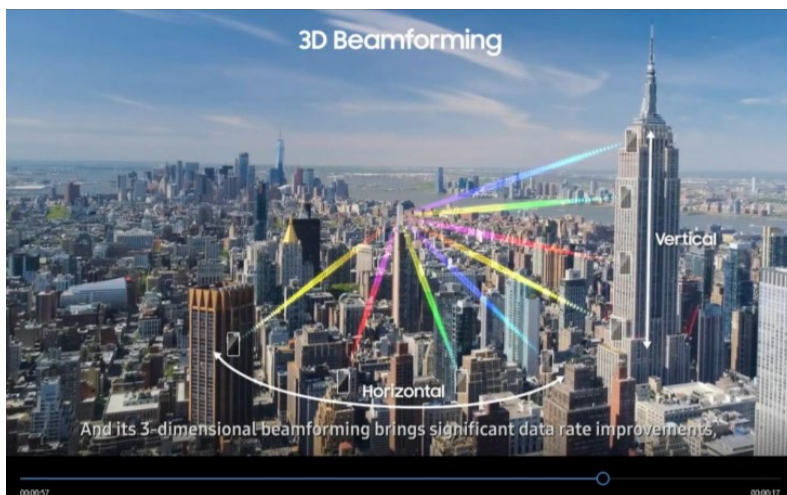 3D Beamforming
Vertical
Horizontal
And its 3-dimensional beamforming brings significant data rate improvements,
00:00:57
00:00:17